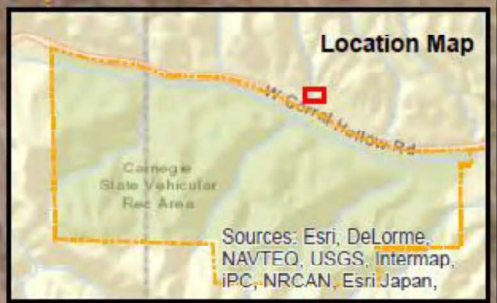 Location Map
W Corral Hollow Rd
Carnegie
State Vehicular
Rec Area
Sources: Esri, DeLorme,
NAVTEQ, USGS, Intermap,
iPC, NRCAN, Esri Japan,